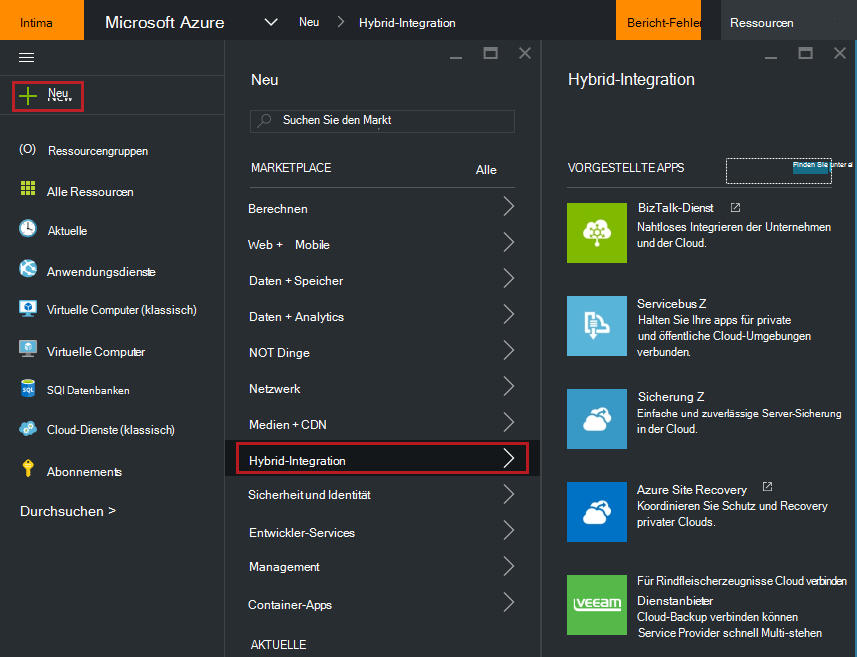 Intima
Microsoft Azure
Neu
Hybrid-Integration
Bericht-Fehler
Ressourcen
Neu
New
(O) Ressourcengruppen
Alle Ressourcen
Aktuelle
Anwendungsdienste
Virtuelle Computer (klassisch)
Virtuelle Computer
SQL
SQl Datenbanken
Cloud-Dienste (klassisch)
Abonnements
Durchsuchen >
Neu
Suchen Sie den Markt
MARKETPLACE
Alle
Berechnen
Web + Mobile
Daten + Speicher
Daten + Analytics
NOT Dinge
Netzwerk
Medien + CDN
Hybrid-Integration
Sicherheit und Identität
Entwickler-Services
Management
Container-Apps
AKTUELLE
Hybrid-Integration
VORGESTELLTE APPS
Finden Sie unter al
BizTalk-Dienst
Nahtloses Integrieren der Unternehmen
und der Cloud.
Servicebus Z
Halten Sie Ihre apps für private
und öffentliche Cloud-Umgebungen
verbunden.
Sicherung Z
Einfache und zuverlässige Server-Sicherung
in der Cloud.
Azure Site Recovery
Koordinieren Sie Schutz und Recovery
privater Clouds.
veeam
Für Rindfleischerzeugnisse Cloud verbinden
Dienstanbieter
Cloud-Backup verbinden können
Service Provider schnell Multi-stehen